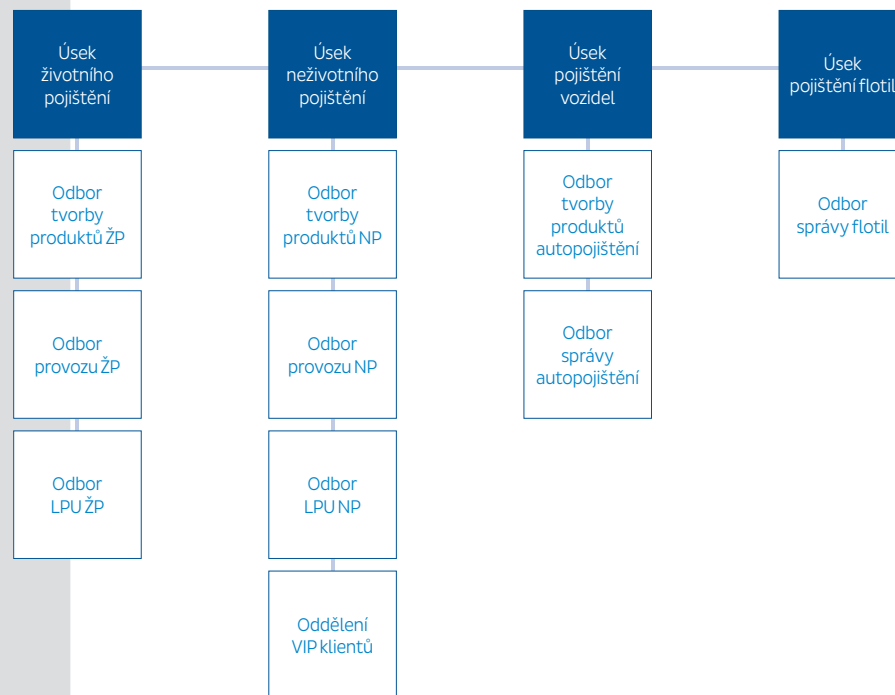 Úsek
životního
pojištění
Úsek
neživotního
pojištění
Úsek
pojištění
vozidel
Úsek
pojištění flotil
Odbor
tvorby
produktů ŽP
Odbor
tvorby
produktů NP
Odbor
tvorby
produktů
autopojištění
Odbor
správy flotil
Odbor
provozu ŽP
Odbor
provozu NP
Odbor
správy
autopojištění
Odbor
LPU ŽP
Odbor
LPU NP
Oddělení
VIP klientů